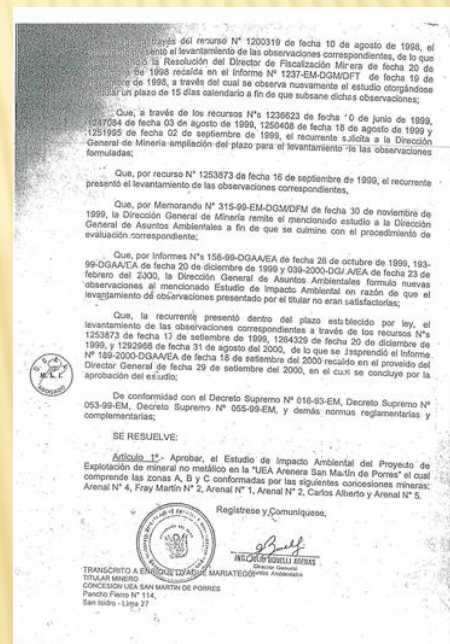 través del recurso N° 1200319 de fecha 10 de agosto de 1998, el
presentó el levantamiento de las observaciones correspondientes, de lo que
la Resolución del Director de Fiscalización Minera de fecha 20 de
de 1998 recaída en el Informe N° 1237-EM-DGM/DFT de fecha 19 de
de 1998, a través del cual se observa nuevamente el estudio otorgándose
un plazo de 15 días calendario a fin de que subsane dichas observaciones;
Que, a través de los recursos N°s 1236623 de fecha 10 de junio de 1999,
1247084 de fecha 03 de agosto de 1999, 1250408 de fecha 18 de agosto de 1999 y
1251995 de fecha 02 de septiembre de 1999, el recurrente solicita a la Dirección
General de Minería ampliación del plazo para el levantamiento de las observaciones
formuladas;
Que, por recurso N° 1253873 de fecha 16 de septiembre de 1999, el recurrente
presentó el levantamiento de las observaciones correspondientes,
Que, por Memorando N° 315-99-EM-DGM/DFM de fecha 30 de noviembre de
1999, la Dirección General de Minería remite el mencionado estudio a la Dirección
General de Asuntos Ambientales a fin de que se culmine con el procedimiento de
evaluación correspondiente;
Que, por Informes N°s 158-99-DGAA/EA de fecha 28 de octubre de 1999, 193-
99-DGAA/EA de fecha 20 de diciembre de 1999 y 039-2000-DGAA/EA de fecha 23 de
febrero del 2000, la Dirección General de Asuntos Ambientales formulo nuevas
observaciones al mencionado Estudio de Impacto Ambiental en razón de que el
levantamiento de observaciones presentado por el titular no eran satisfactorias;
Que, la recurrente presentó dentro del plazo establecido por ley, el
levantamiento de las observaciones correspondientes a través de los recursos N°s
1253873 de fecha 17 de setiembre de 1999, 1264329 de fecha 20 de diciembre de
1999, y 1292986 de fecha 31 de agosto del 2000, de lo que se desprendió el Informe
N° 189-2000-DGAA/EA de fecha 18 de setiembre del 2000 recaído en el proveído del
Director General de fecha 29 de setiembre del 2000, en el cual se concluye por la
aprobación del estudio;
De conformidad con el Decreto Supremo N° 016-93-EM, Decreto Supremo N°
053-99-EM, Decreto Supremo N° 055-99-EM, y demás normas reglamentarias y
complementarias;
SE RESUELVE:
Artículo 1°.- Aprobar, el Estudio de Impacto Ambiental del Proyecto de
Explotación de mineral no metálico en la "UEA Arenera San Martín de Porres" el cual
comprende las zonas A, B y C conformadas por las siguientes concesiones mineras:
Arenal N° 4, Fray Martín N° 2, Arenal N° 1, Arenal N° 2, Carlos Alberto y Arenal N° 5.
Regístrese y Comuníquese,
BONELLI ARENAS
Director General
Asuntos Ambientales
TRANSCRITO A ENRIQUE MARIATEGUI
TITULAR MINERO
CONCESION UEA SAN MARTIN DE PORRES
Pancho Fierro N° 114,
San Isidro - Lima 27
ABOGADO